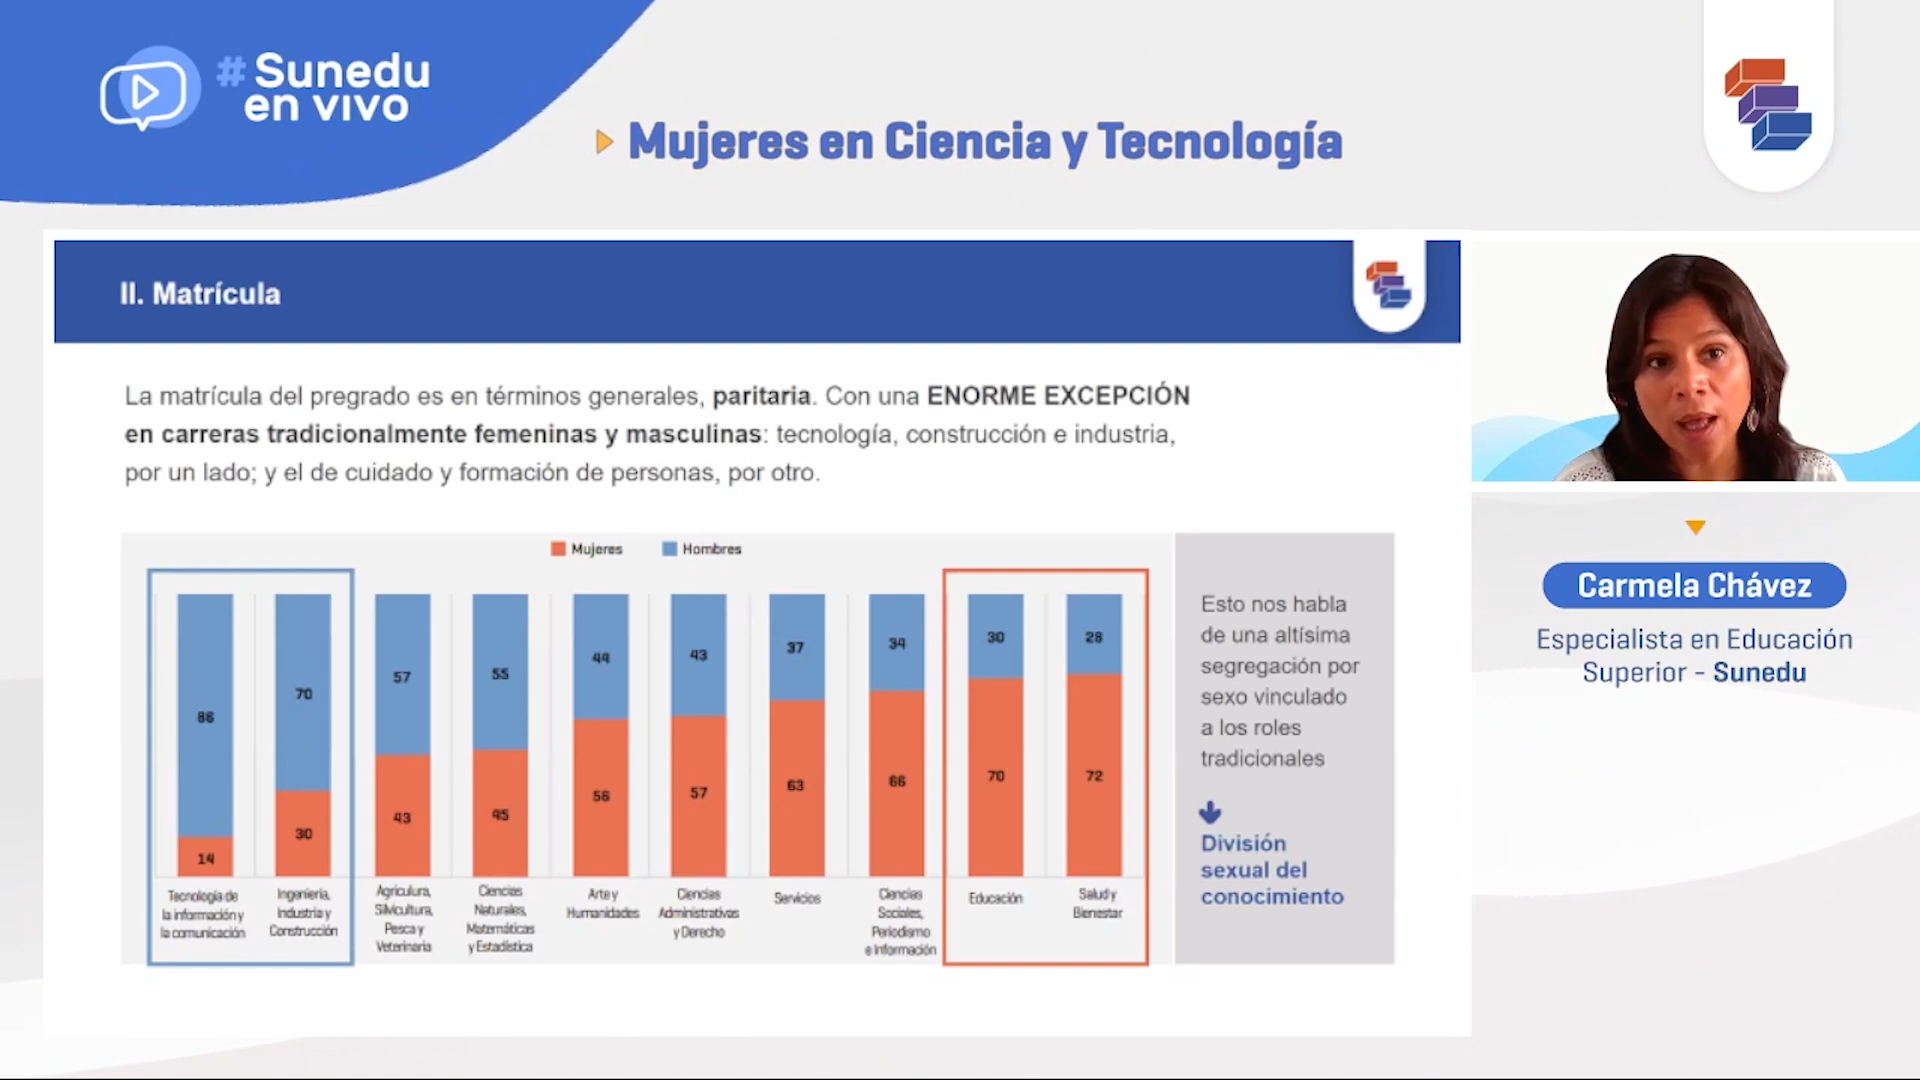 # Sunedu
en vivo
Mujeres en Ciencia y Tecnología
II. Matrícula
La matrícula del pregrado es en términos generales, paritaria. Con una ENORME EXCEPCIÓN
en carreras tradicionalmente femeninas y masculinas: tecnología, construcción e industria,
por un lado; y el de cuidado y formación de personas, por otro.
Mujeres Hombres
86 70 57 55 44 43 37 34 30 28
14 30 43 45 56 57 63 66 70 72
Tecnología de
la información y
la comunicación
Ingeniería,
Industria y
Construcción
Agricultura,
Silvicultura,
Pesca y
Veterinaria
Ciencias
Naturales,
Matemáticas
y Estadística
Arte y
Humanidades
Ciencias
Administrativas
y Derecho
Servicios
Ciencias
Sociales,
Periodismo
e Información
Educación
Salud y
Bienestar
Esto nos habla
de una altísima
segregación por
sexo vinculado
a los roles
tradicionales
División
sexual del
conocimiento
Carmela Chávez
Especialista en Educación
Superior - Sunedu